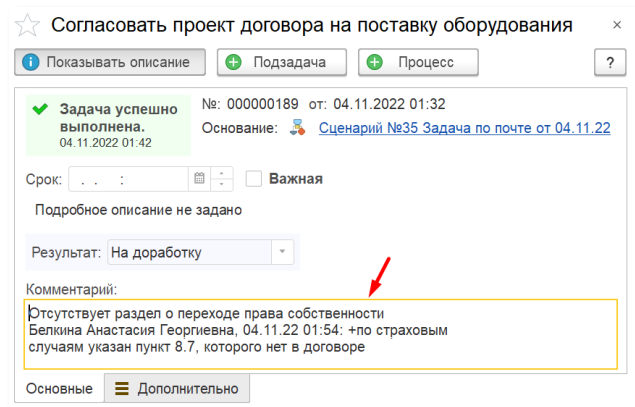 Согласовать проект договора на поставку оборудования
Показывать описание Подзадача Процесс ?
Задача успешно
выполнена.
04.11.2022 01:42
№: 000000189 от: 04.11.2022 01:32
Основание: Сценарий №35 Задача по почте от 04.11.22
Срок: . . : Важная
Подробное описание не задано
Результат: На доработку
Комментарий:
Отсутствует раздел о переходе права собственности
Белкина Анастасия Георгиевна, 04.11.22 01:54: +по страховым
случаям указан пункт 8.7, которого нет в договоре
Основные Дополнительно